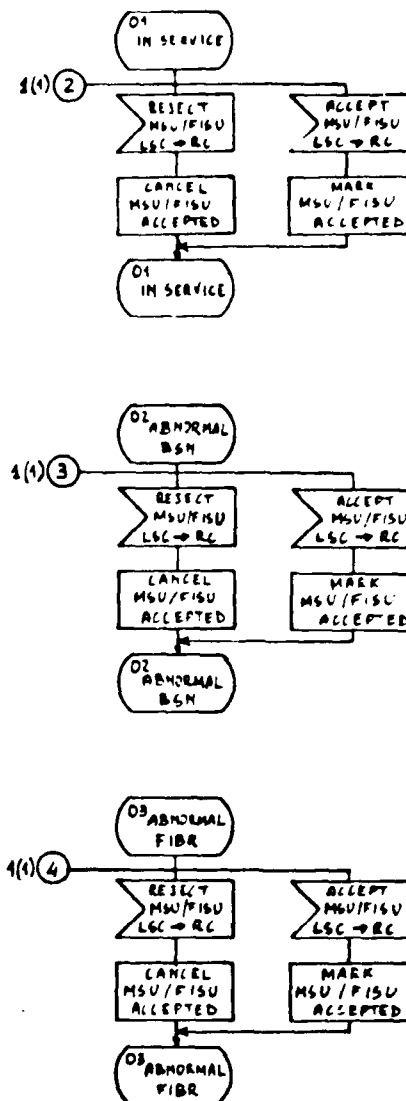 01
IN SERVICE
1(1) 2
REJECT
MSU/FISU
LSC → RC
ACCEPT
MSU/FISU
LSC → RC
CANCEL
MSU/FISU
ACCEPTED
MARK
MSU/FISU
ACCEPTED
01
IN SERVICE
02 ABNORMAL
BSN
1(1) 3
REJECT
MSU/FISU
LSC → RC
ACCEPT
MSU/FISU
LSC → RC
CANCEL
MSU/FISU
ACCEPTED
MARK
MSU/FISU
ACCEPTED
02
ABNORMAL
BSN
03 ABNORMAL
FIBR
1(1) 4
REJECT
MSU/FISU
LSC → RC
ACCEPT
MSU/FISU
LSC → RC
CANCEL
MSU/FISU
ACCEPTED
MARK
MSU/FISU
ACCEPTED
03 ABNORMAL
FIBR